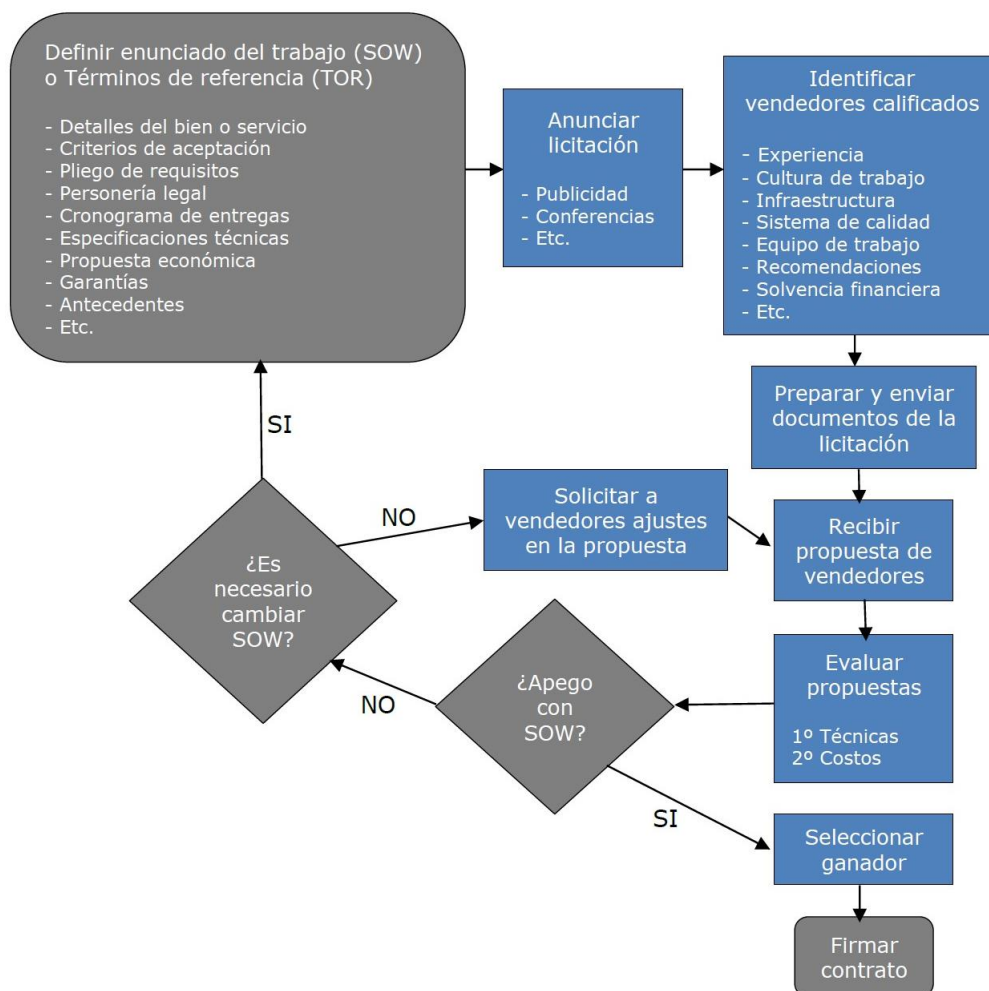 Definir enunciado del trabajo (SOW)
o Términos de referencia (TOR)
- Detalles del bien o servicio
- Criterios de aceptación
- Pliego de requisitos
- Personería legal
- Cronograma de entregas
- Especificaciones técnicas
- Propuesta económica
- Garantías
- Antecedentes
- Etc.
Anunciar
licitación
- Publicidad
- Conferencias
- Etc.
Identificar
vendedores calificados
- Experiencia
- Cultura de trabajo
- Infraestructura
- Sistema de calidad
- Equipo de trabajo
- Recomendaciones
- Solvencia financiera
- Etc.
Preparar y enviar
documentos de la
licitación
Recibir
propuesta de
vendedores
Evaluar
propuestas
1º Técnicas
2º Costos
¿Apego
con
SOW?
NO
¿Es
necesario
cambiar
SOW?
SI
NO
Solicitar a
vendedores ajustes
en la propuesta
SI
Seleccionar
ganador
Firmar
contrato